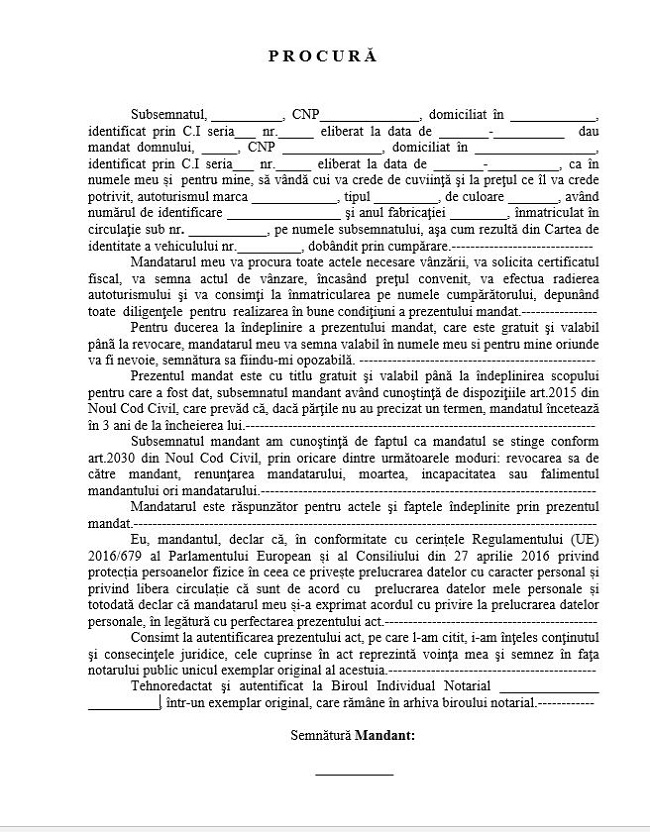 P R O C U R Ă
Subsemnatul, ___________, CNP_______________, domiciliat în _____________,
identificat prin C.I seria___ nr._____ eliberat la data de _______-__________ dau
mandat domnului, _____, CNP _______________, domiciliat în __________________,
identificat prin C.I seria___ nr._____ eliberat la data de _______-__________, ca în
numele meu și pentru mine, să vândă cui va crede de cuviinţă şi la preţul ce îl va crede
potrivit, autoturismul marca _____________, tipul __________, de culoare _______, având
numărul de identificare _________________ şi anul fabricaţiei ________, înmatriculat în
circulaţie sub nr. ____________, pe numele subsemnatului, aşa cum rezultă din Cartea de
identitate a vehiculului nr.__________, dobândit prin cumpărare.-------------------------------
Mandatarul meu va procura toate actele necesare vânzării, va solicita certificatul
fiscal, va semna actul de vânzare, încasând preţul convenit, va efectua radierea
autoturismului şi va consimţi la înmatricularea pe numele cumpărătorului, depunând
toate diligenţele pentru realizarea în bune condiţiuni a prezentului mandat.----------------
Pentru ducerea la îndeplinire a prezentului mandat, care este gratuit şi valabil
până la revocare, mandatarul meu va semna valabil în numele meu si pentru mine oriunde
va fi nevoie, semnătura sa fiindu-mi opozabilă. ---------------------------------------------------
Prezentul mandat este cu titlu gratuit şi valabil până la îndeplinirea scopului
pentru care a fost dat, subsemnatul mandant având cunoştinţă de dispoziţiile art.2015 din
Noul Cod Civil, care prevăd că, dacă părţile nu au precizat un termen, mandatul încetează
în 3 ani de la încheierea lui.----------------------------------------------------------------------------
Subsemnatul mandant am cunoştinţă de faptul ca mandatul se stinge conform
art.2030 din Noul Cod Civil, prin oricare dintre următoarele moduri: revocarea sa de
către mandant, renunţarea mandatarului, moartea, incapacitatea sau falimentul
mandantului ori mandatarului.-------------------------------------------------------------------------
Mandatarul este răspunzător pentru actele şi faptele îndeplinite prin prezentul
mandat.----------------------------------------------------------------------------------------------------
Eu, mandantul, declar că, în conformitate cu cerințele Regulamentului (UE)
2016/679 al Parlamentului European și al Consiliului din 27 aprilie 2016 privind
protecția persoanelor fizice în ceea ce privește prelucrarea datelor cu caracter personal și
privind libera circulație că sunt de acord cu prelucrarea datelor mele personale și
totodată declar că mandatarul meu și-a exprimat acordul cu privire la prelucrarea datelor
personale, în legătură cu perfectarea prezentului act.----------------------------------------------
Consimt la autentificarea prezentului act, pe care l-am citit, i-am înţeles conţinutul
şi consecinţele juridice, cele cuprinse în act reprezintă voinţa mea şi semnez în faţa
notarului public unicul exemplar original al acestuia.---------------------------------------------
Tehnoredactat şi autentificat la Biroul Individual Notarial _______________
___________, într-un exemplar original, care rămâne în arhiva biroului notarial.------------
Semnătură Mandant:
____________